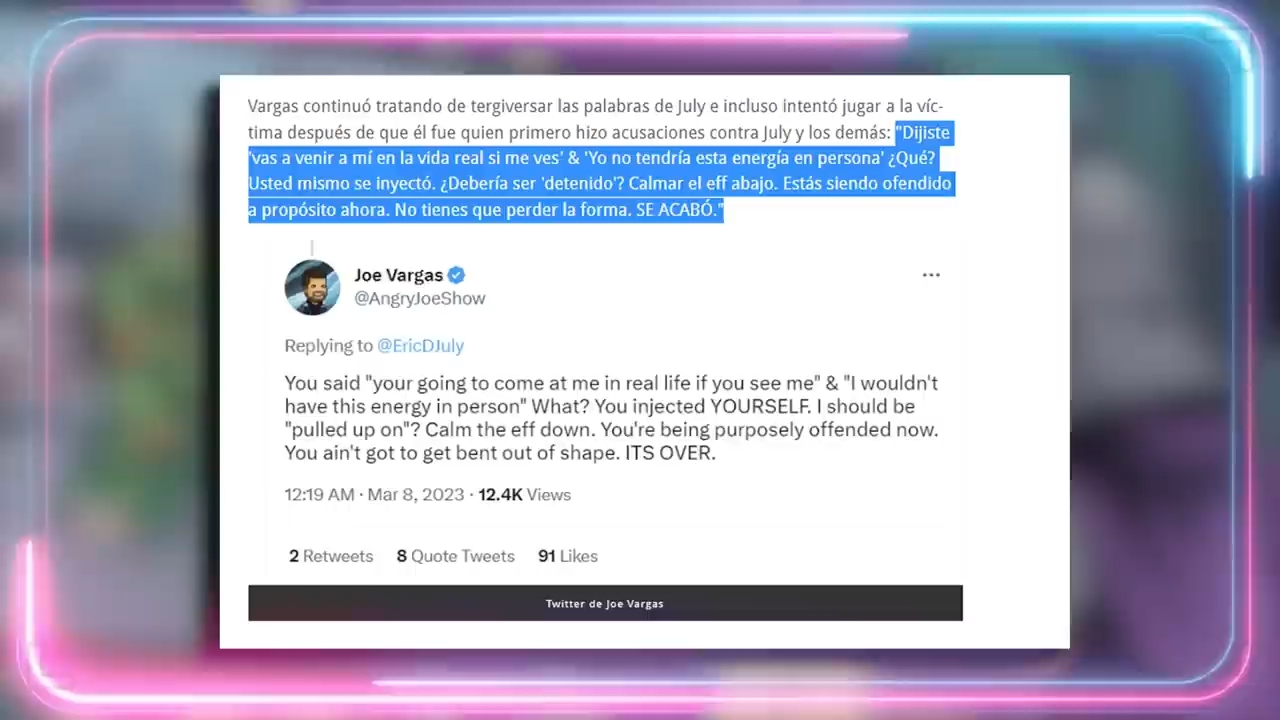 Vargas continuó tratando de tergiversar las palabras de July e incluso intentó jugar a la víc-
tima después de que él fue quien primero hizo acusaciones contra July y los demás: "Dijiste
'vas a venir a mí en la vida real si me ves' & 'Yo no tendría esta energía en persona' ¿Qué?
Usted mismo se inyectó. ¿Debería ser 'detenido'? Calmar el eff abajo. Estás siendo ofendido
a propósito ahora. No tienes que perder la forma. SE ACABÓ."
Joe Vargas
@AngryJoeShow
Replying to @EricDJuly
You said "your going to come at me in real life if you see me" & "I wouldn't
have this energy in person" What? You injected YOURSELF. I should be
"pulled up on"? Calm the eff down. You're being purposely offended now.
You ain't got to get bent out of shape. ITS OVER.
12:19 AM · Mar 8, 2023 · 12.4K Views
2 Retweets 8 Quote Tweets 91 Likes
Twitter de Joe Vargas